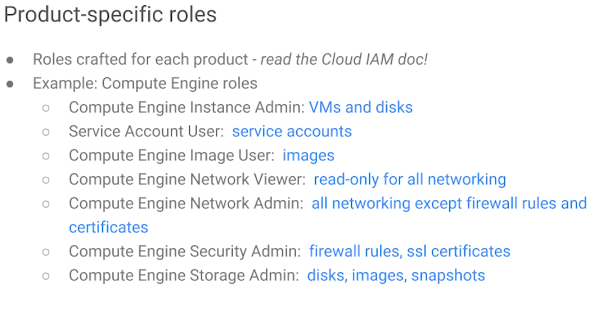 Product-specific roles
● Roles crafted for each product - read the Cloud IAM doc!
● Example: Compute Engine roles
○ Compute Engine Instance Admin: VMs and disks
○ Service Account User: service accounts
○ Compute Engine Image User: images
○ Compute Engine Network Viewer: read-only for all networking
○ Compute Engine Network Admin: all networking except firewall rules and
certificates
○ Compute Engine Security Admin: firewall rules, ssl certificates
○ Compute Engine Storage Admin: disks, images, snapshots